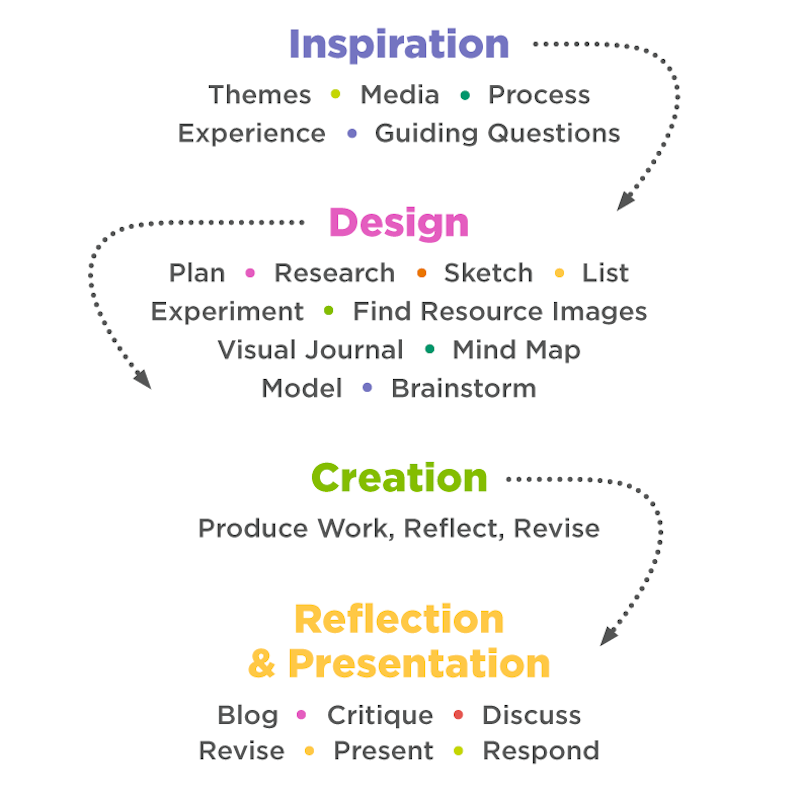 Inspiration
Themes • Media • Process
Experience • Guiding Questions
Design
Plan • Research • Sketch • List
Experiment • Find Resource Images
Visual Journal • Mind Map
Model • Brainstorm
Creation
Produce Work, Reflect, Revise
Reflection
& Presentation
Blog • Critique • Discuss
Revise • Present • Respond